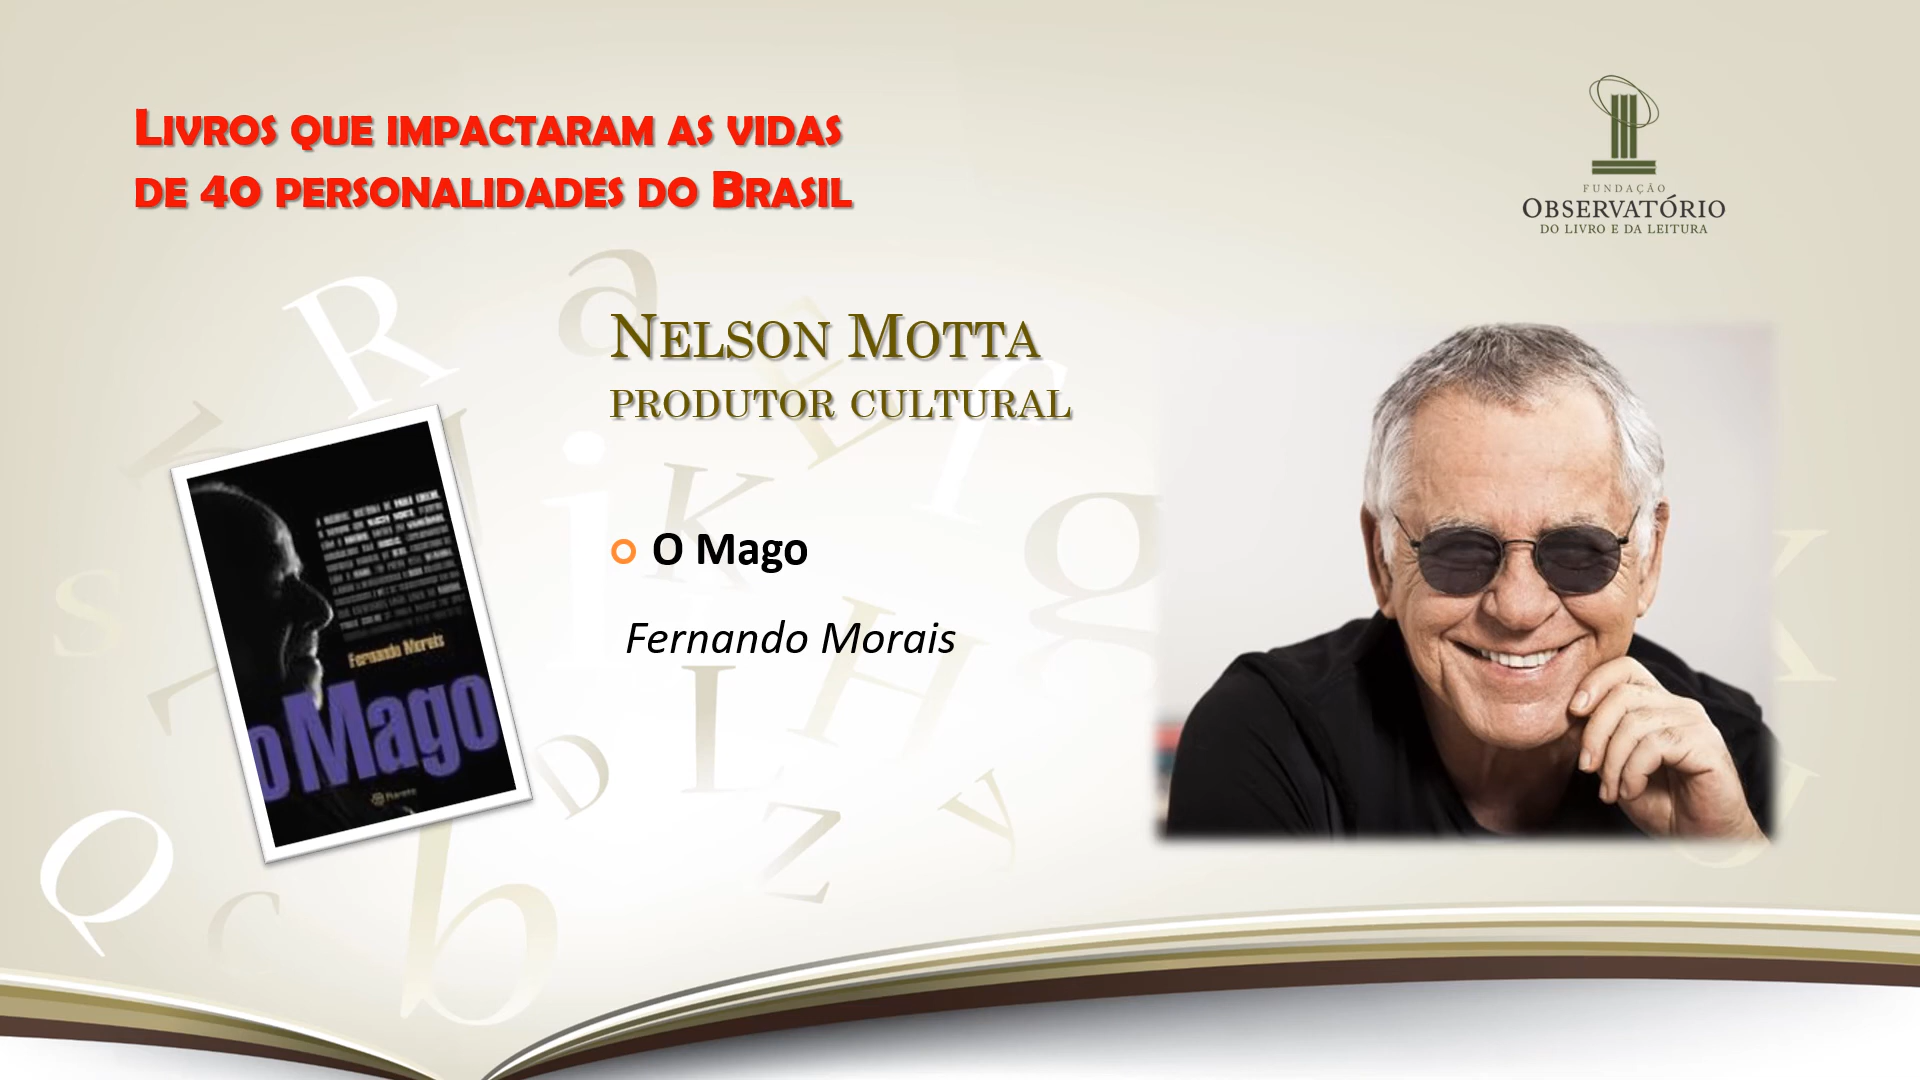 Livros que impactaram as vidas
de 40 personalidades do Brasil
FUNDAÇÃO
OBSERVATÓRIO
DO LIVRO E DA LEITURA
Nelson Motta
produtor cultural
O Mago
Fernando Morais
Fernando Morais
O Mago
Planeta
R
a
E
f
i
K
g
s
H
L
D
Z
y
Q
c
b